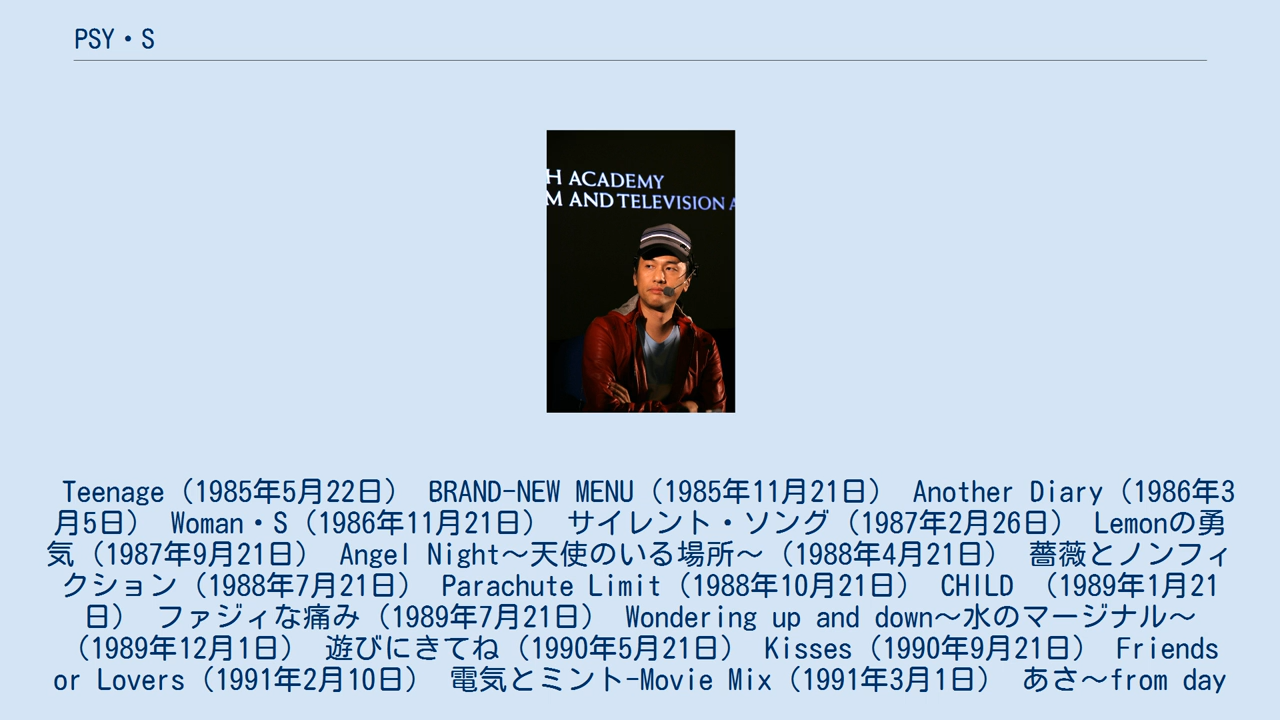 PSY・S
H ACADEMY
M AND TELEVISION A
Teenage（1985年5月22日） BRAND-NEW MENU（1985年11月21日） Another Diary（1986年3
月5日） Woman・S（1986年11月21日） サイレント・ソング（1987年2月26日） Lemonの勇
気（1987年9月21日） Angel Night〜天使のいる場所〜（1988年4月21日） 薔薇とノンフィ
クション（1988年7月21日） Parachute Limit（1988年10月21日） CHILD （1989年1月21
日） ファジィな痛み（1989年7月21日） Wondering up and down〜水のマージナル〜
（1989年12月1日） 遊びにきてね（1990年5月21日） Kisses（1990年9月21日） Friends
or Lovers（1991年2月10日） 電気とミント-Movie Mix（1991年3月1日） あさ〜from day